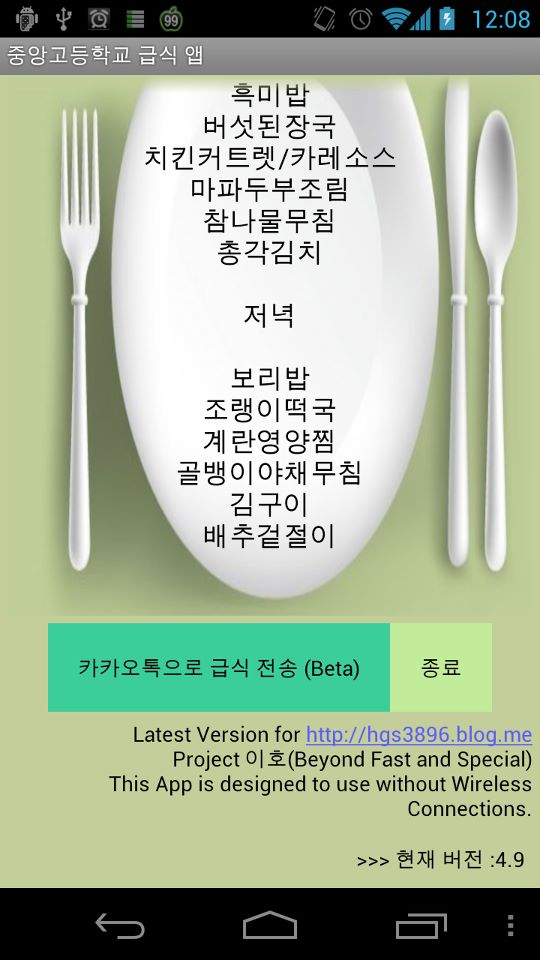 99
12:08
중앙고등학교 급식 앱
흑미밥
버섯된장국
치킨커트렛/카레소스
마파두부조림
참나물무침
총각김치
저녁
보리밥
조랭이떡국
계란영양찜
골뱅이야채무침
김구이
배추겉절이
카카오톡으로 급식 전송 (Beta)
종료
Latest Version for http://hgs3896.blog.me
Project 이호(Beyond Fast and Special)
This App is designed to use without Wireless
Connections.
>>> 현재 버전 :4.9